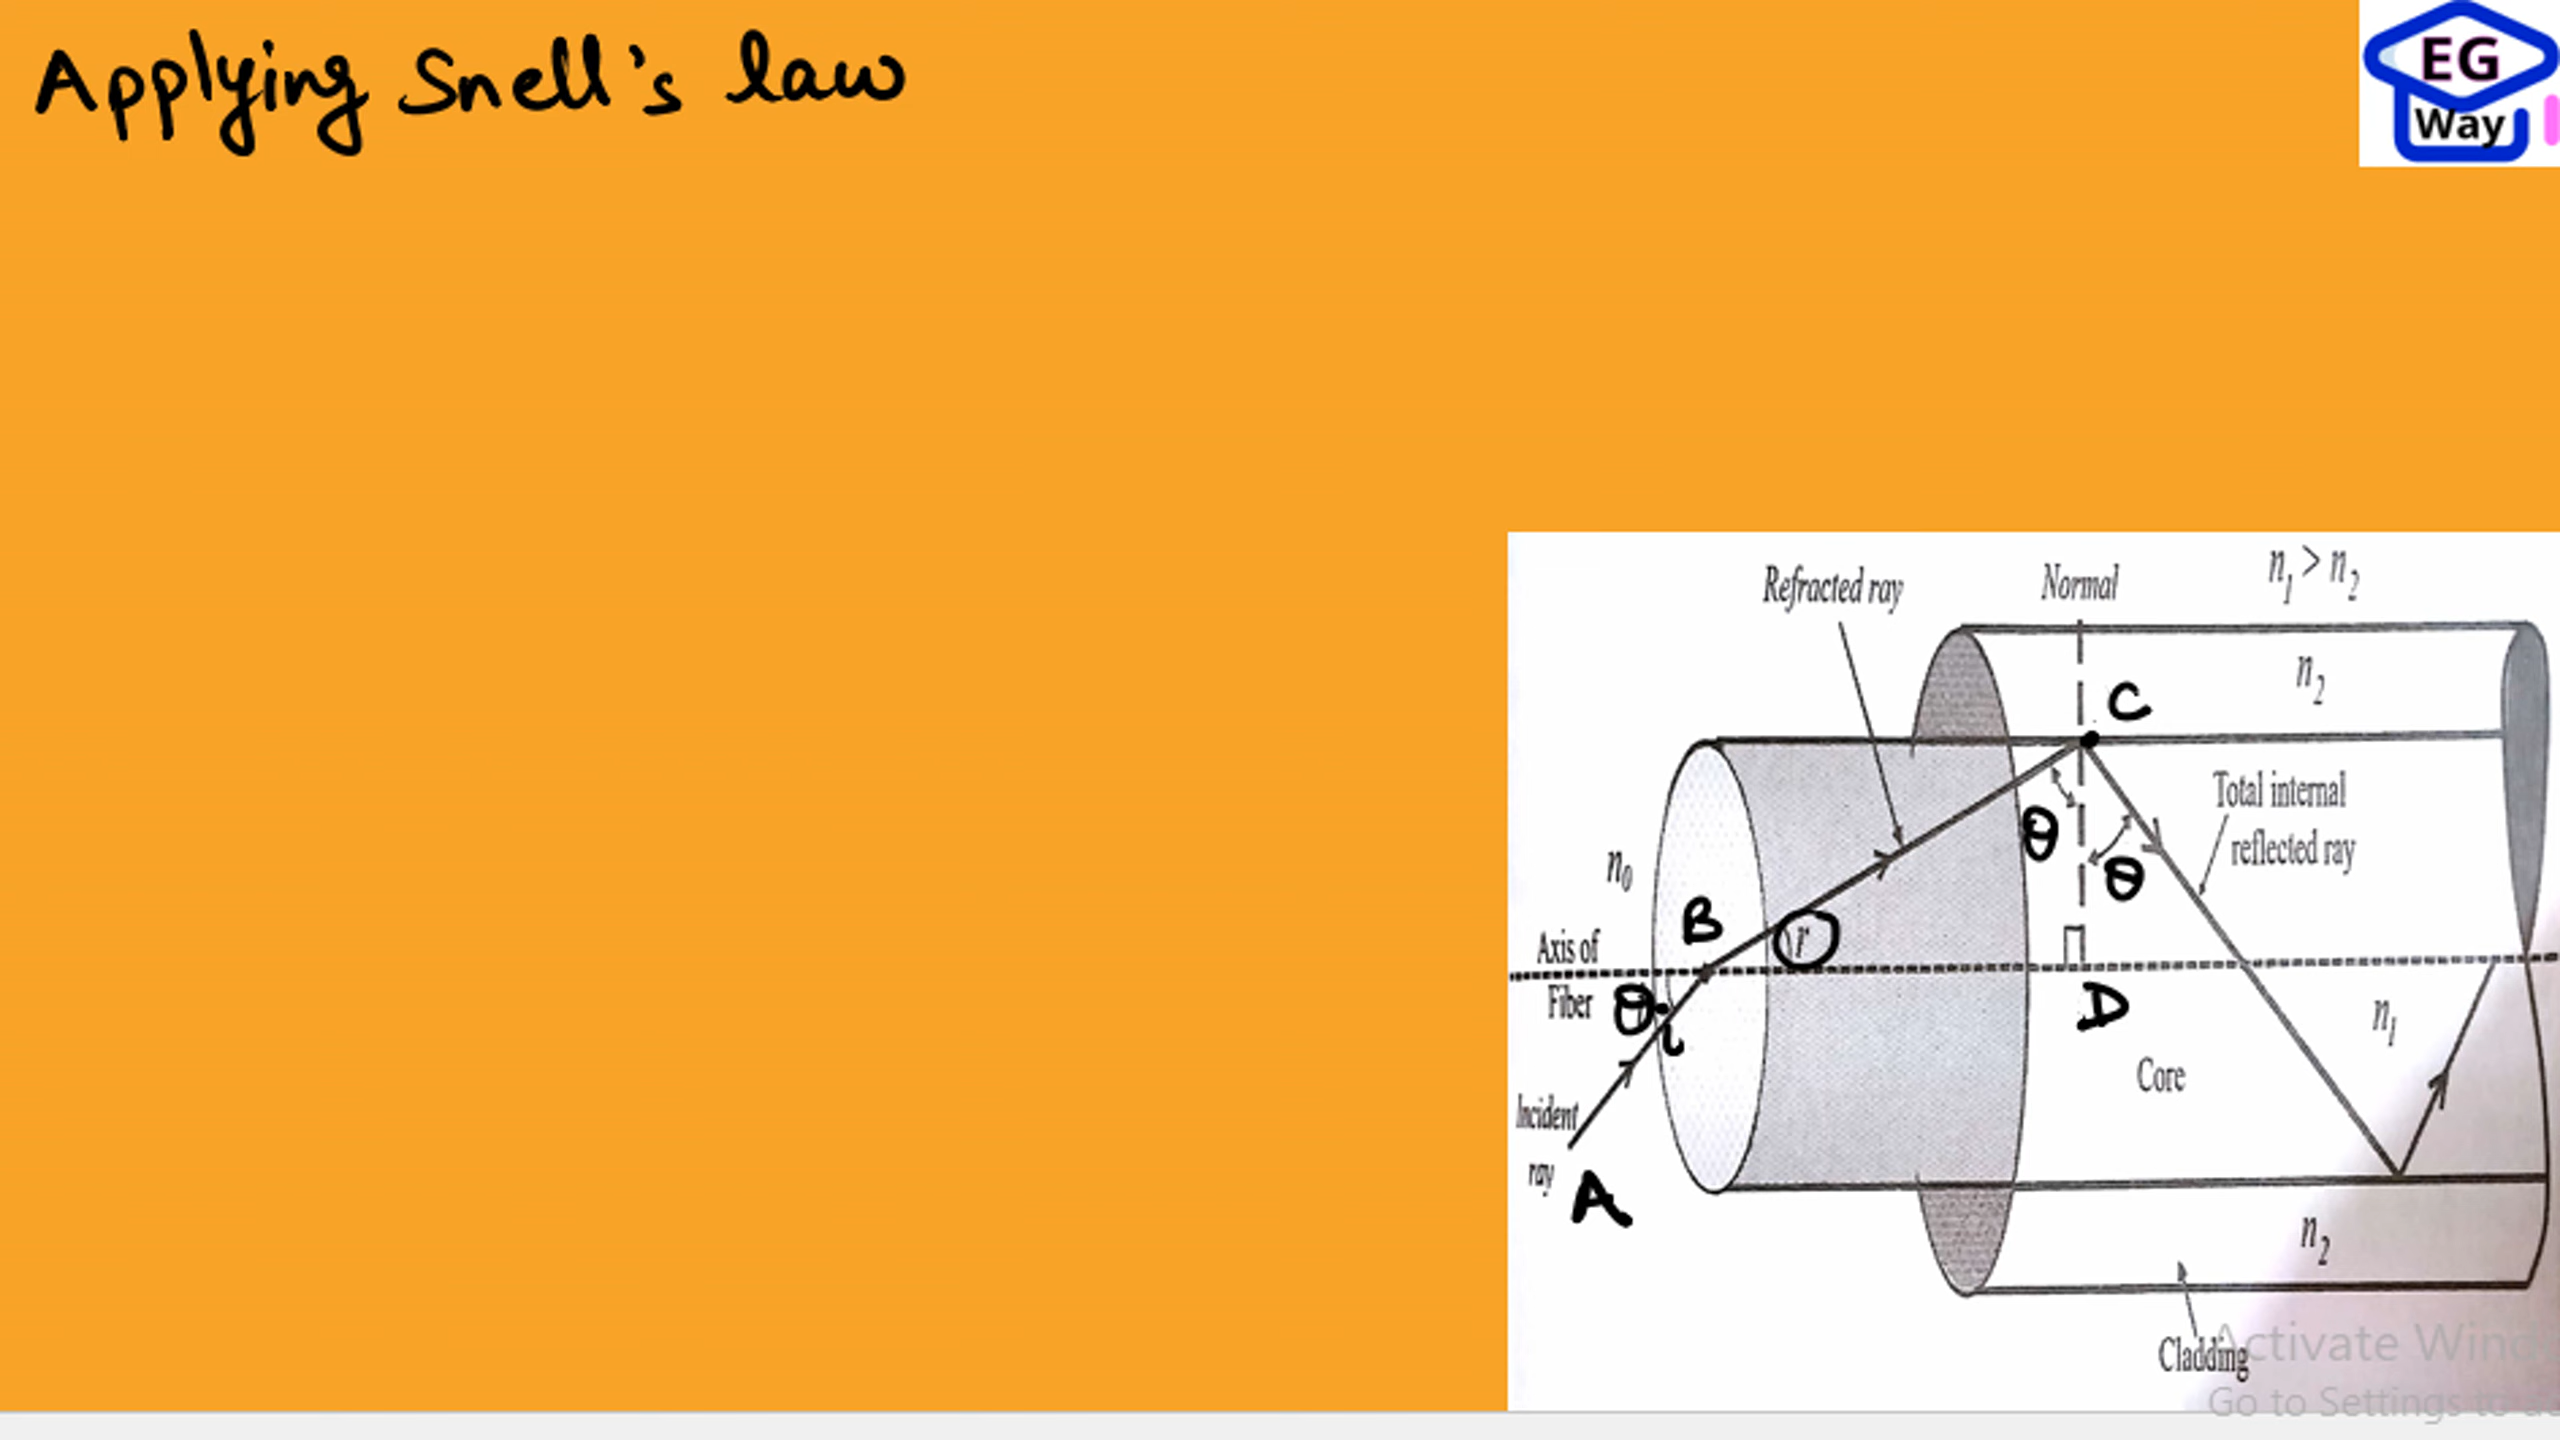 Applying Snell's law
EG
Way
Refracted ray
Normal
n₁ > n₂
n₂
C
Total internal
reflected ray
θ
θ
n₀
B
r
Axis of
Fiber
θi
D
n₁
Core
Incident
ray
A
n₂
Cladding
Activate Wind
Go to Settings to